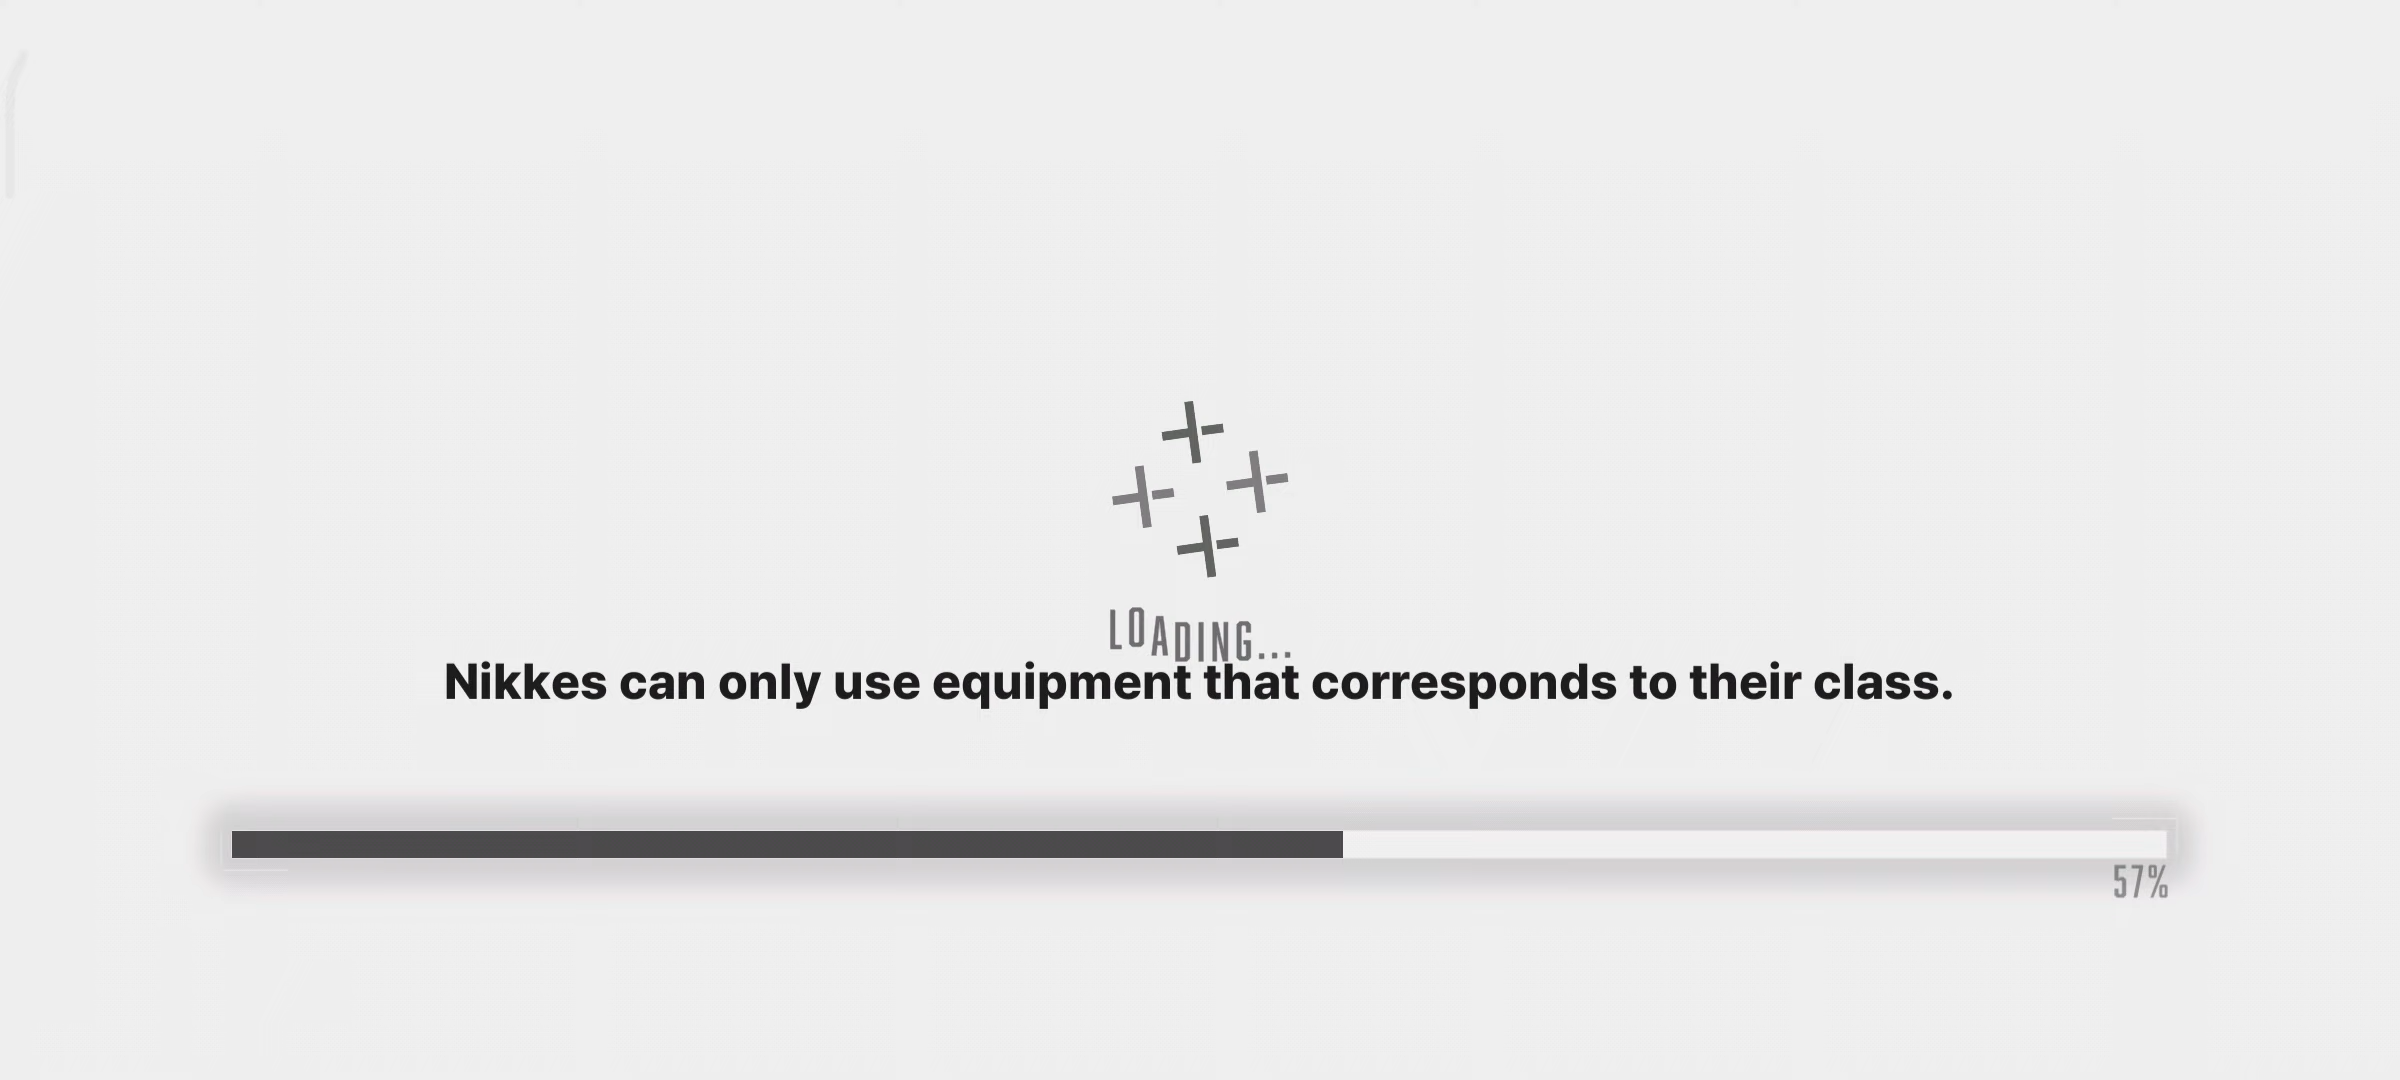 LOADING...
Nikkes can only use equipment that corresponds to their class.
57%